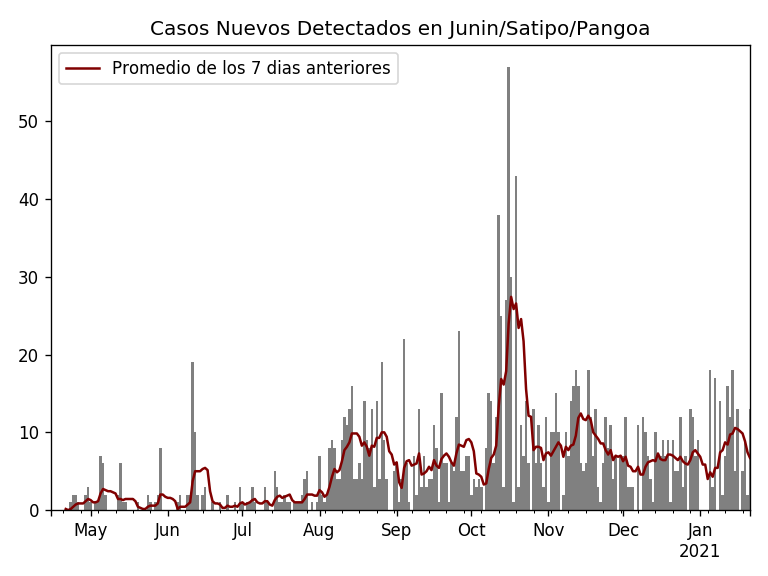 Casos Nuevos Detectados en Junin/Satipo/Pangoa
Promedio de los 7 dias anteriores
50
40
30
20
10
0
May Jun Jul Aug Sep Oct Nov Dec Jan
2021